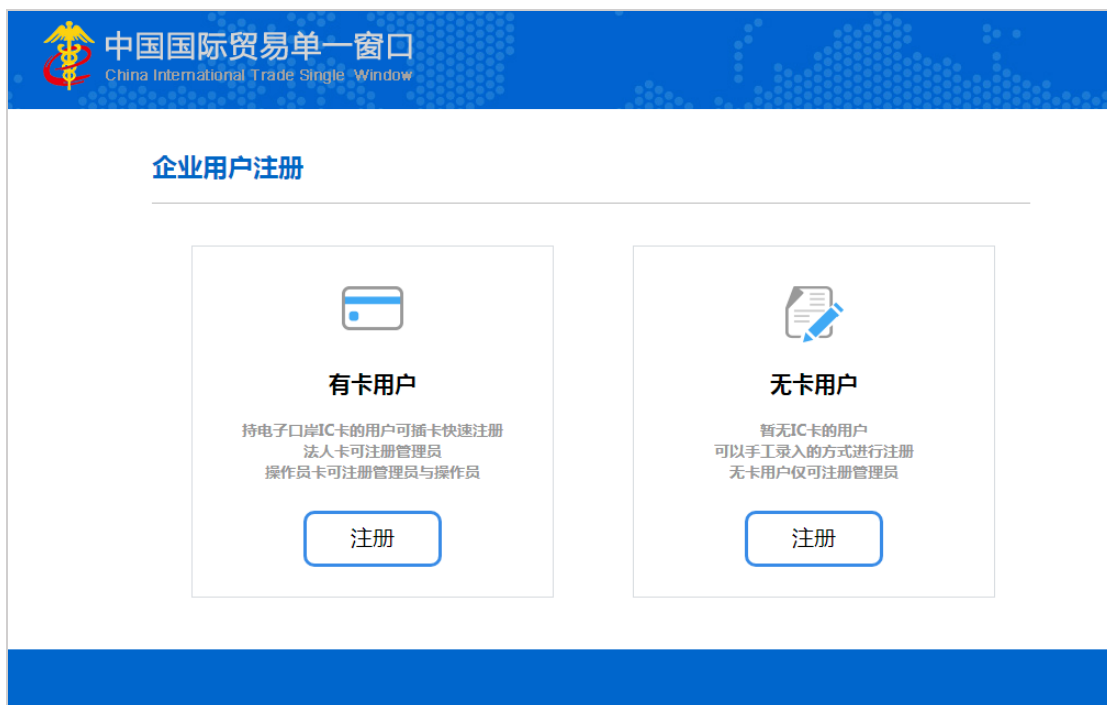 中国国际贸易单一窗口
China International Trade Single Window
企业用户注册
有卡用户
持电子口岸IC卡的用户可插卡快速注册
法人卡可注册管理员
操作员卡可注册管理员与操作员
注册
无卡用户
暂无IC卡的用户
可以手工录入的方式进行注册
无卡用户仅可注册管理员
注册